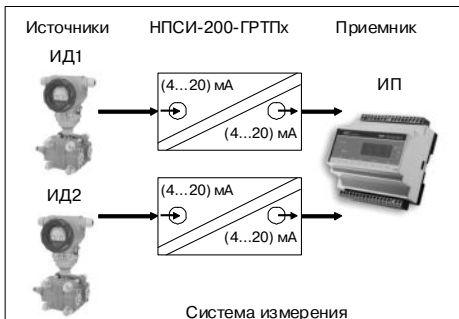 Источники НПСИ-200-ГРТПх Приемник
ИД1
ИП
(4...20) мА
(4...20) мА
ИД2
(4...20) мА
(4...20) мА
Система измерения